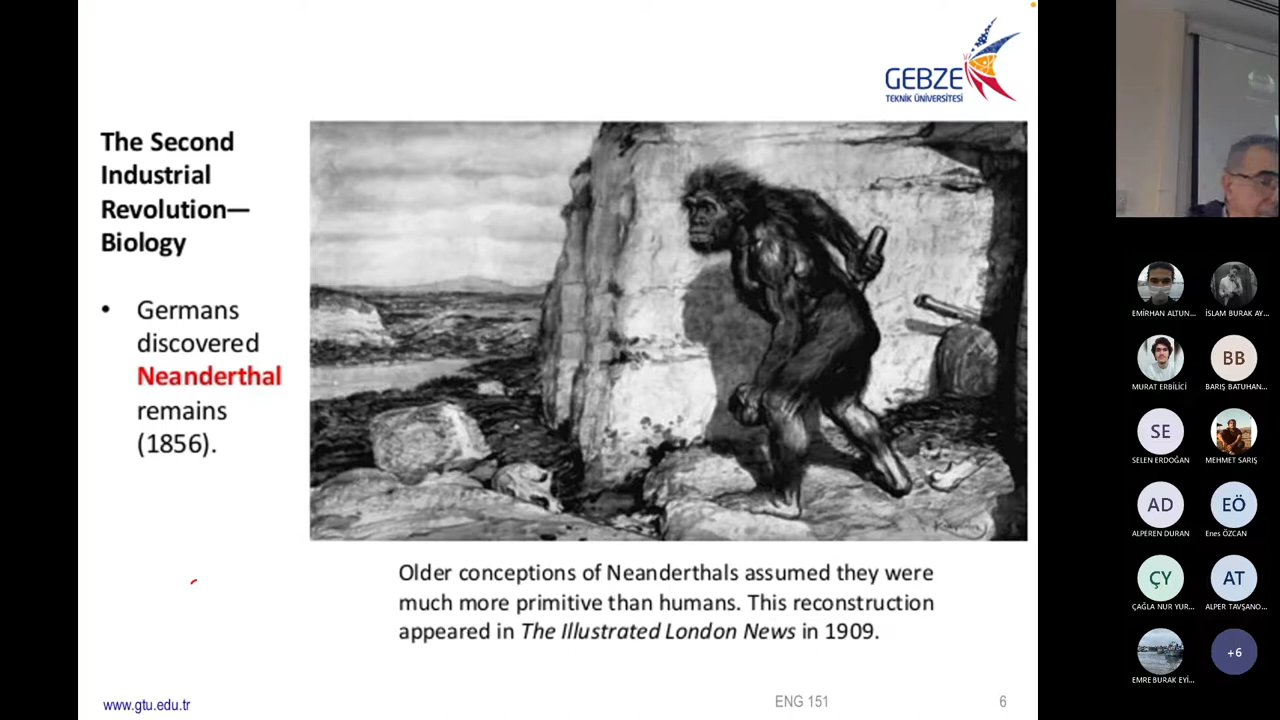 GEBZE
TEKNİK ÜNİVERSİTESİ
The Second
Industrial
Revolution—
Biology
• Germans
discovered
Neanderthal
remains
(1856).
Older conceptions of Neanderthals assumed they were
much more primitive than humans. This reconstruction
appeared in The Illustrated London News in 1909.
www.gtu.edu.tr
ENG 151
6
EMİRHAN ALTUN...
İSLAM BURAK AY...
MURAT ERBİLİCİ
BB
BARIŞ BATUHAN...
SE
SELEN ERDOĞAN
MEHMET SARIŞ
AD
ALPEREN DURAN
EÖ
Enes ÖZCAN
ÇY
ÇAĞLA NUR YUR...
AT
ALPER TAVŞANO...
EMRE BURAK EYİ...
+6